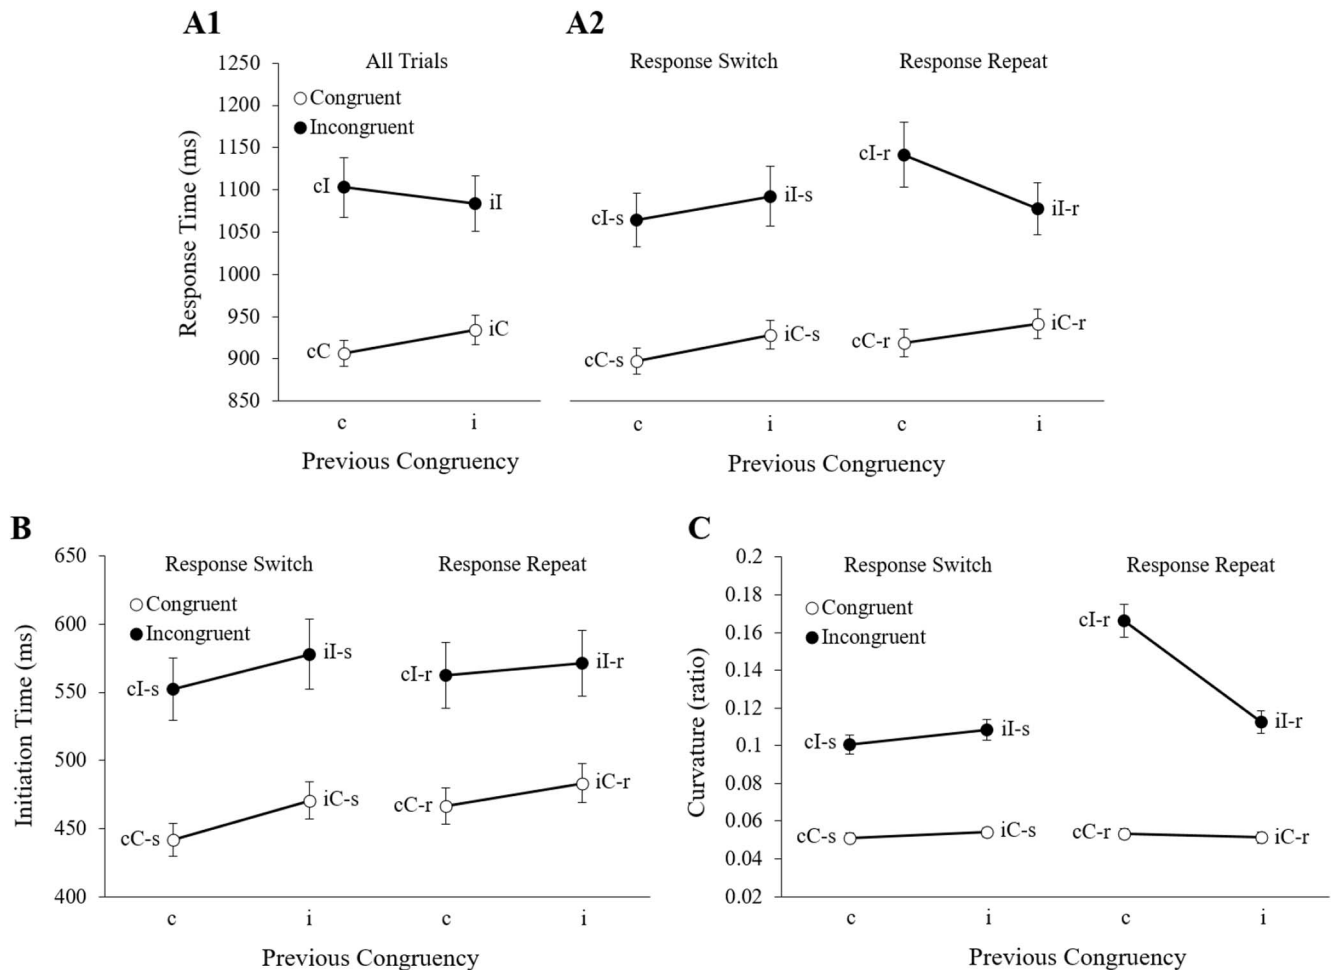 A1
A2
All Trials
Response Switch
Response Repeat
Congruent
Incongruent
Response Time (ms)
1250
1200
1150
1100
1050
1000
950
900
850
cI
iI
cC
iC
cI-s
iI-s
cC-s
iC-s
cI-r
iI-r
cC-r
iC-r
c
i
c
i
c
i
Previous Congruency
Previous Congruency
B
Response Switch
Response Repeat
Congruent
Incongruent
Initiation Time (ms)
650
600
550
500
450
400
cI-s
iI-s
cC-s
iC-s
cI-r
iI-r
cC-r
iC-r
c
i
c
i
Previous Congruency
C
Response Switch
Response Repeat
Congruent
Incongruent
Curvature (ratio)
0.2
0.18
0.16
0.14
0.12
0.1
0.08
0.06
0.04
0.02
cI-s
iI-s
cC-s
iC-s
cI-r
iI-r
cC-r
iC-r
c
i
c
i
Previous Congruency